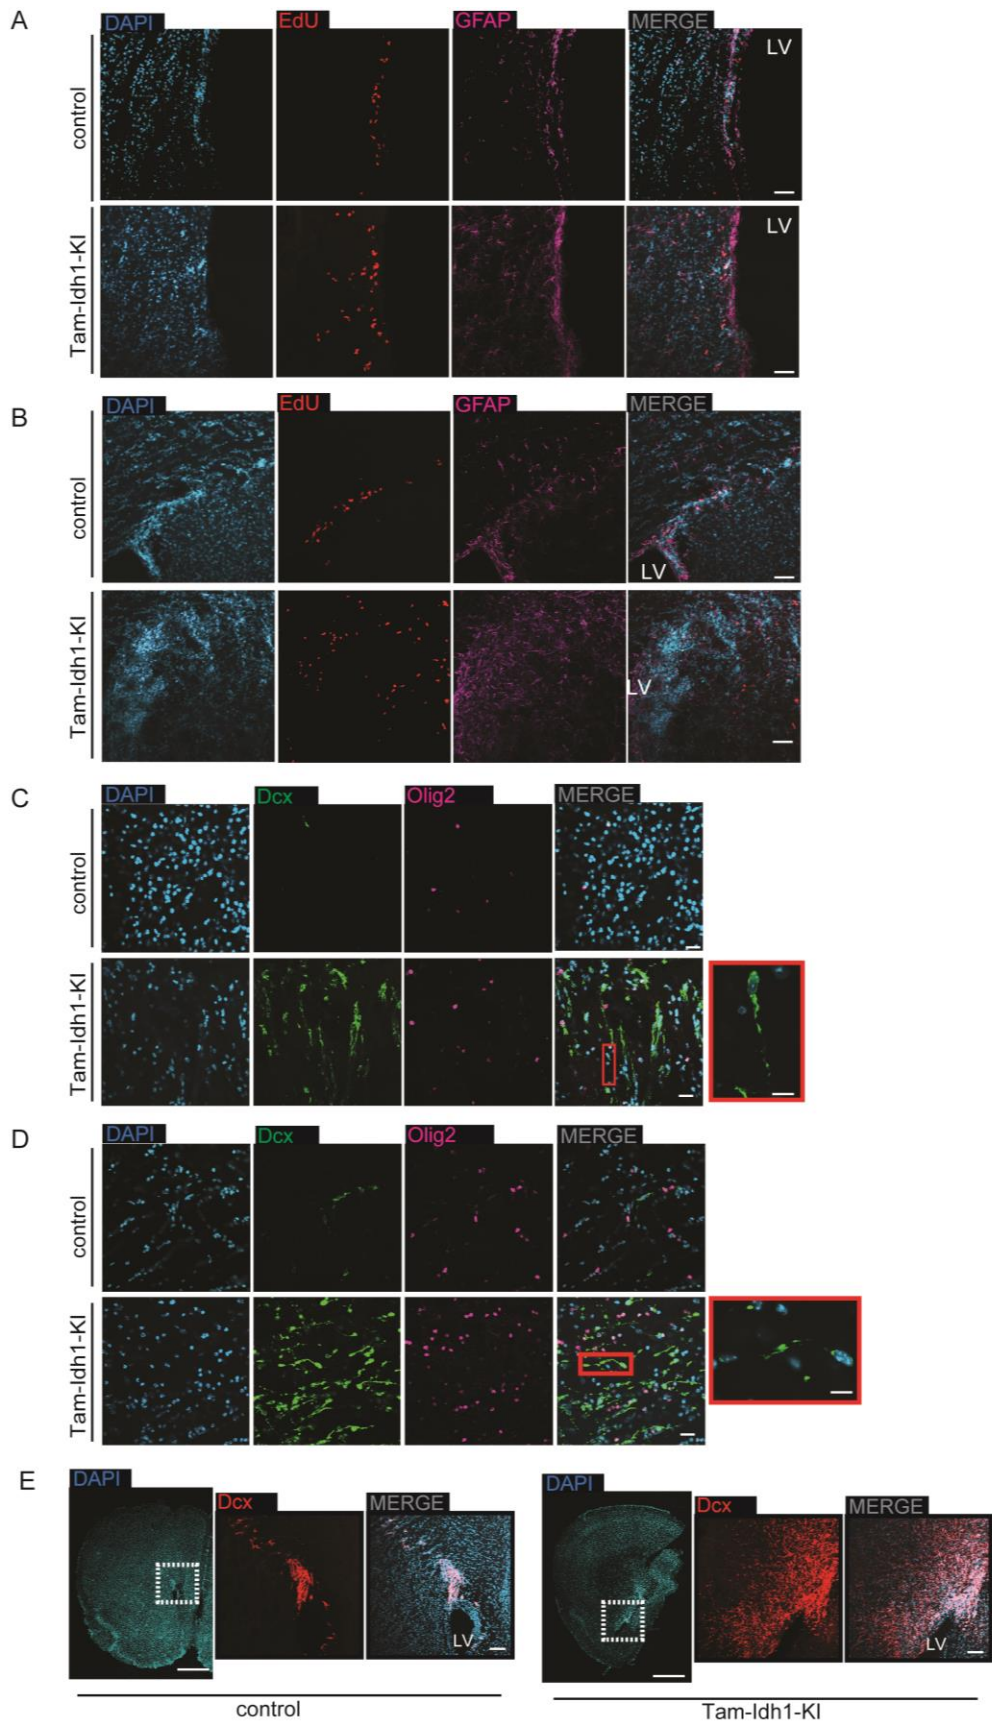 A
DAPI EdU GFAP MERGE
control
LV
Tam-Idh1-KI
LV
B
DAPI EdU GFAP MERGE
control
LV
Tam-Idh1-KI
LV
C
DAPI Dcx Olig2 MERGE
control
Tam-Idh1-KI
D
DAPI Dcx Olig2 MERGE
control
Tam-Idh1-KI
E
DAPI Dcx MERGE
LV
control
DAPI Dcx MERGE
LV
Tam-Idh1-KI